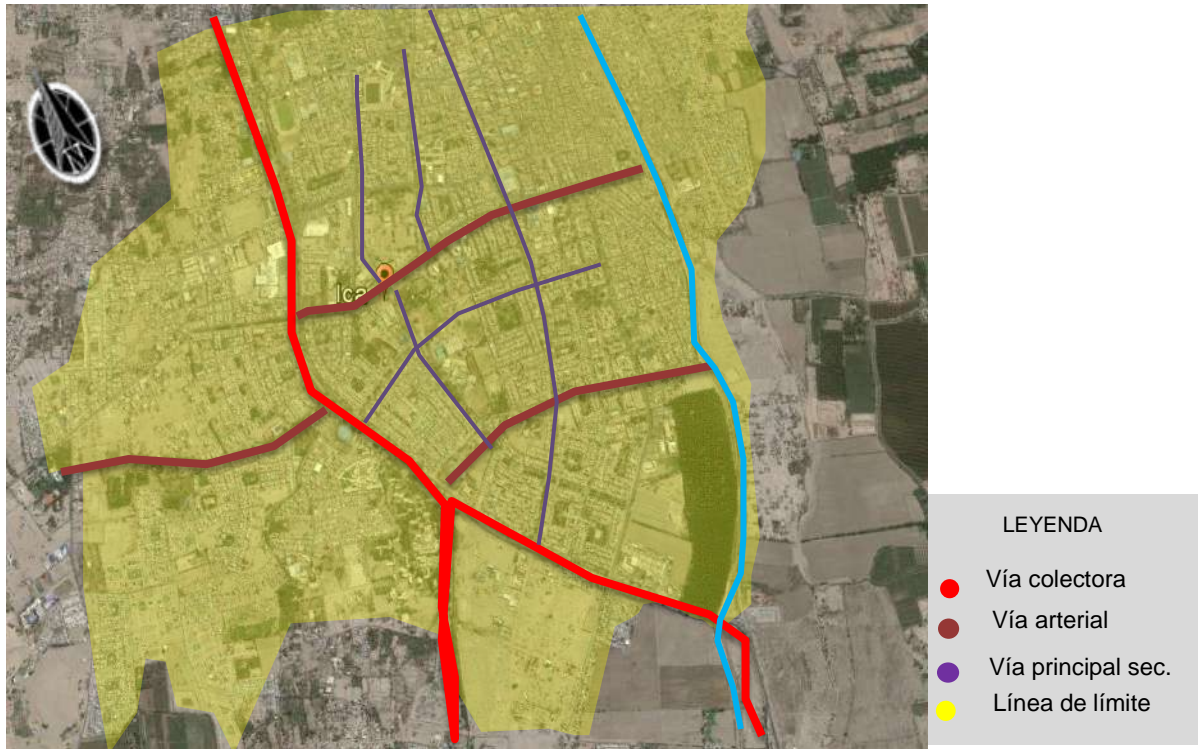 Ica
LEYENDA
Vía colectora
Vía arterial
Vía principal sec.
Línea de límite